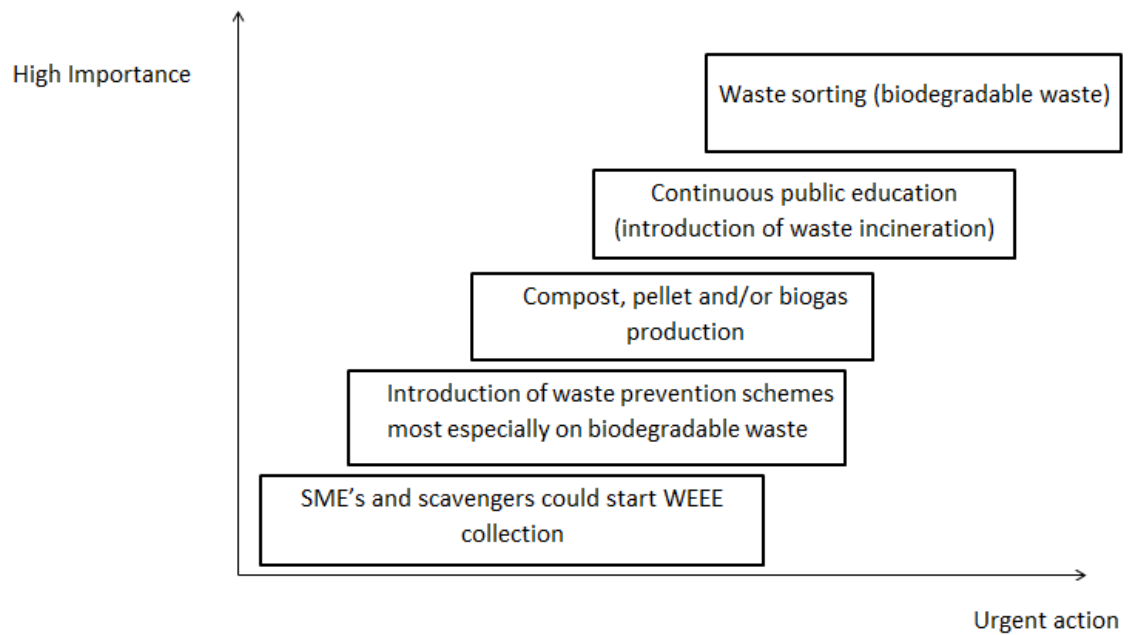 High Importance
Waste sorting (biodegradable waste)
Continuous public education
(introduction of waste incineration)
Compost, pellet and/or biogas
production
Introduction of waste prevention schemes
most especially on biodegradable waste
SME's and scavengers could start WEEE
collection
Urgent action